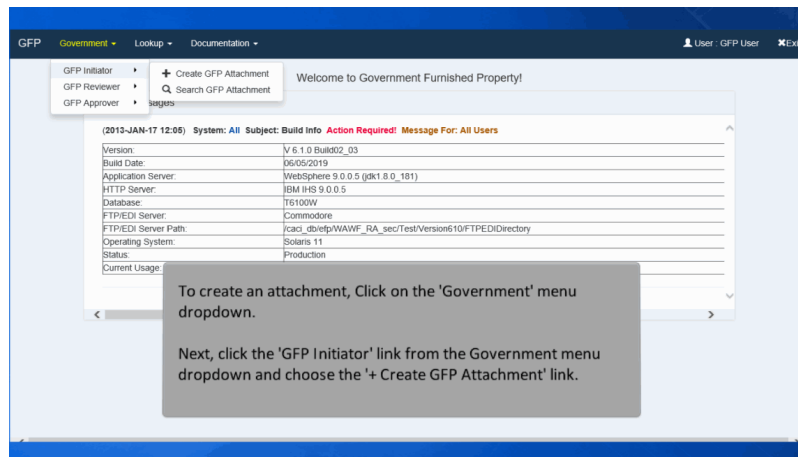 GFP Government Lookup Documentation User : GFP User
GFP Initiator
GFP Reviewer
GFP Approver
+ Create GFP Attachment
Search GFP Attachment
Welcome to Government Furnished Property!
(2013-JAN-17 12:05) System: All Subject: Build Info Action Required! Message For: All Users
Version: V 6.1.0 Build02_03
Build Date: 06/05/2019
Application Server: WebSphere 9.0.0.5 (jdk1.8.0_181)
HTTP Server: IBM IHS 9.0.0.5
Database: T6100W
FTP/EDI Server: Commodore
FTP/EDI Server Path: /caci_db/efp/WAWF_RA_sec/Test/Version610/FTPEDIDirectory
Operating System: Solaris 11
Status: Production
Current Usage:
To create an attachment, Click on the 'Government' menu
dropdown.
Next, click the 'GFP Initiator' link from the Government menu
dropdown and choose the '+ Create GFP Attachment' link.